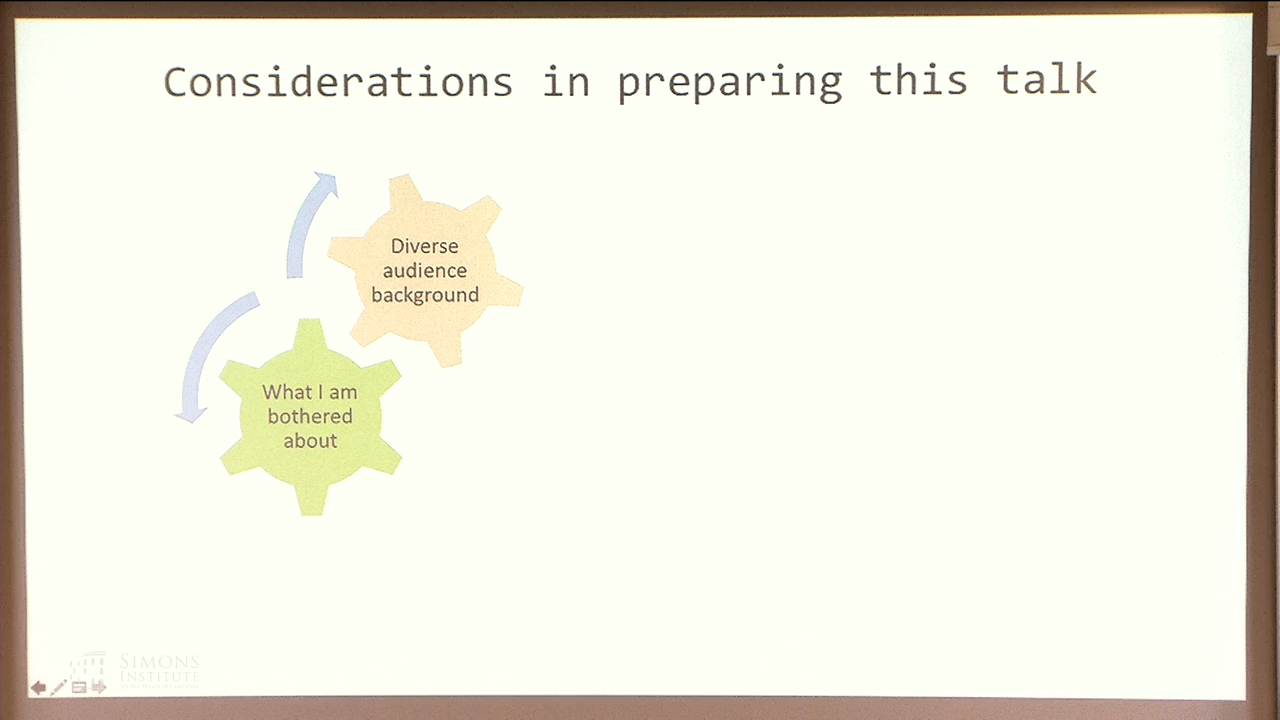 Considerations in preparing this talk
Diverse
audience
background
What I am
bothered
about
SIMONS
INSTITUTE